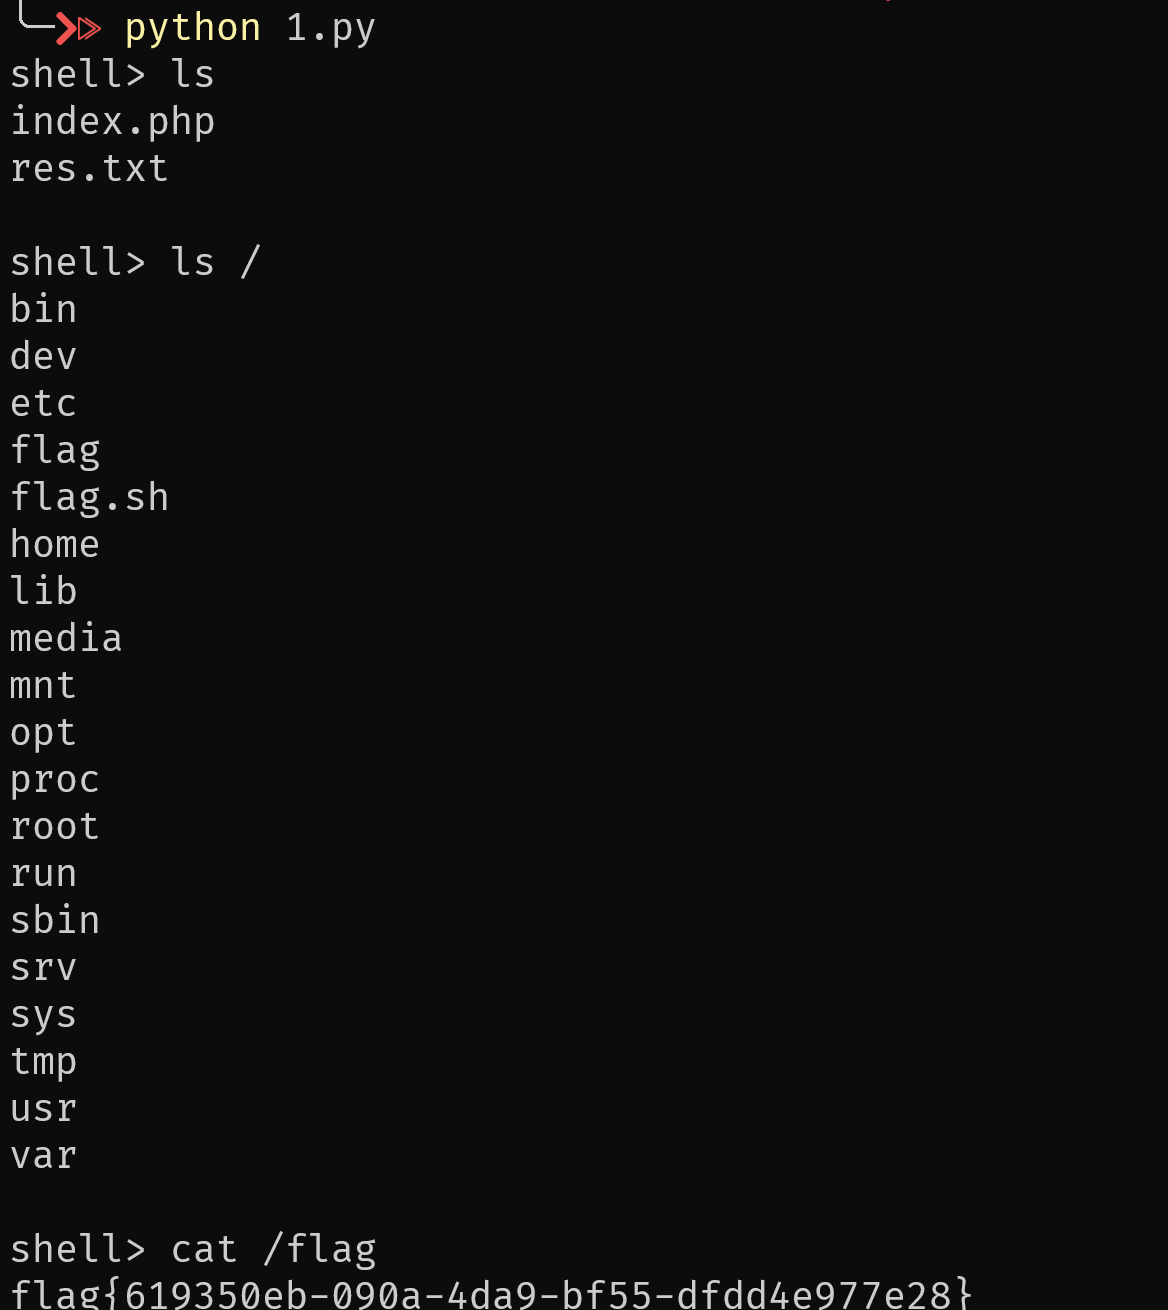 python 1.py
shell> ls
index.php
res.txt
shell> ls /
bin
dev
etc
flag
flag.sh
home
lib
media
mnt
opt
proc
root
run
sbin
srv
sys
tmp
usr
var
shell> cat /flag
flag{619350eb-090a-4da9-bf55-dfdd4e977e28}